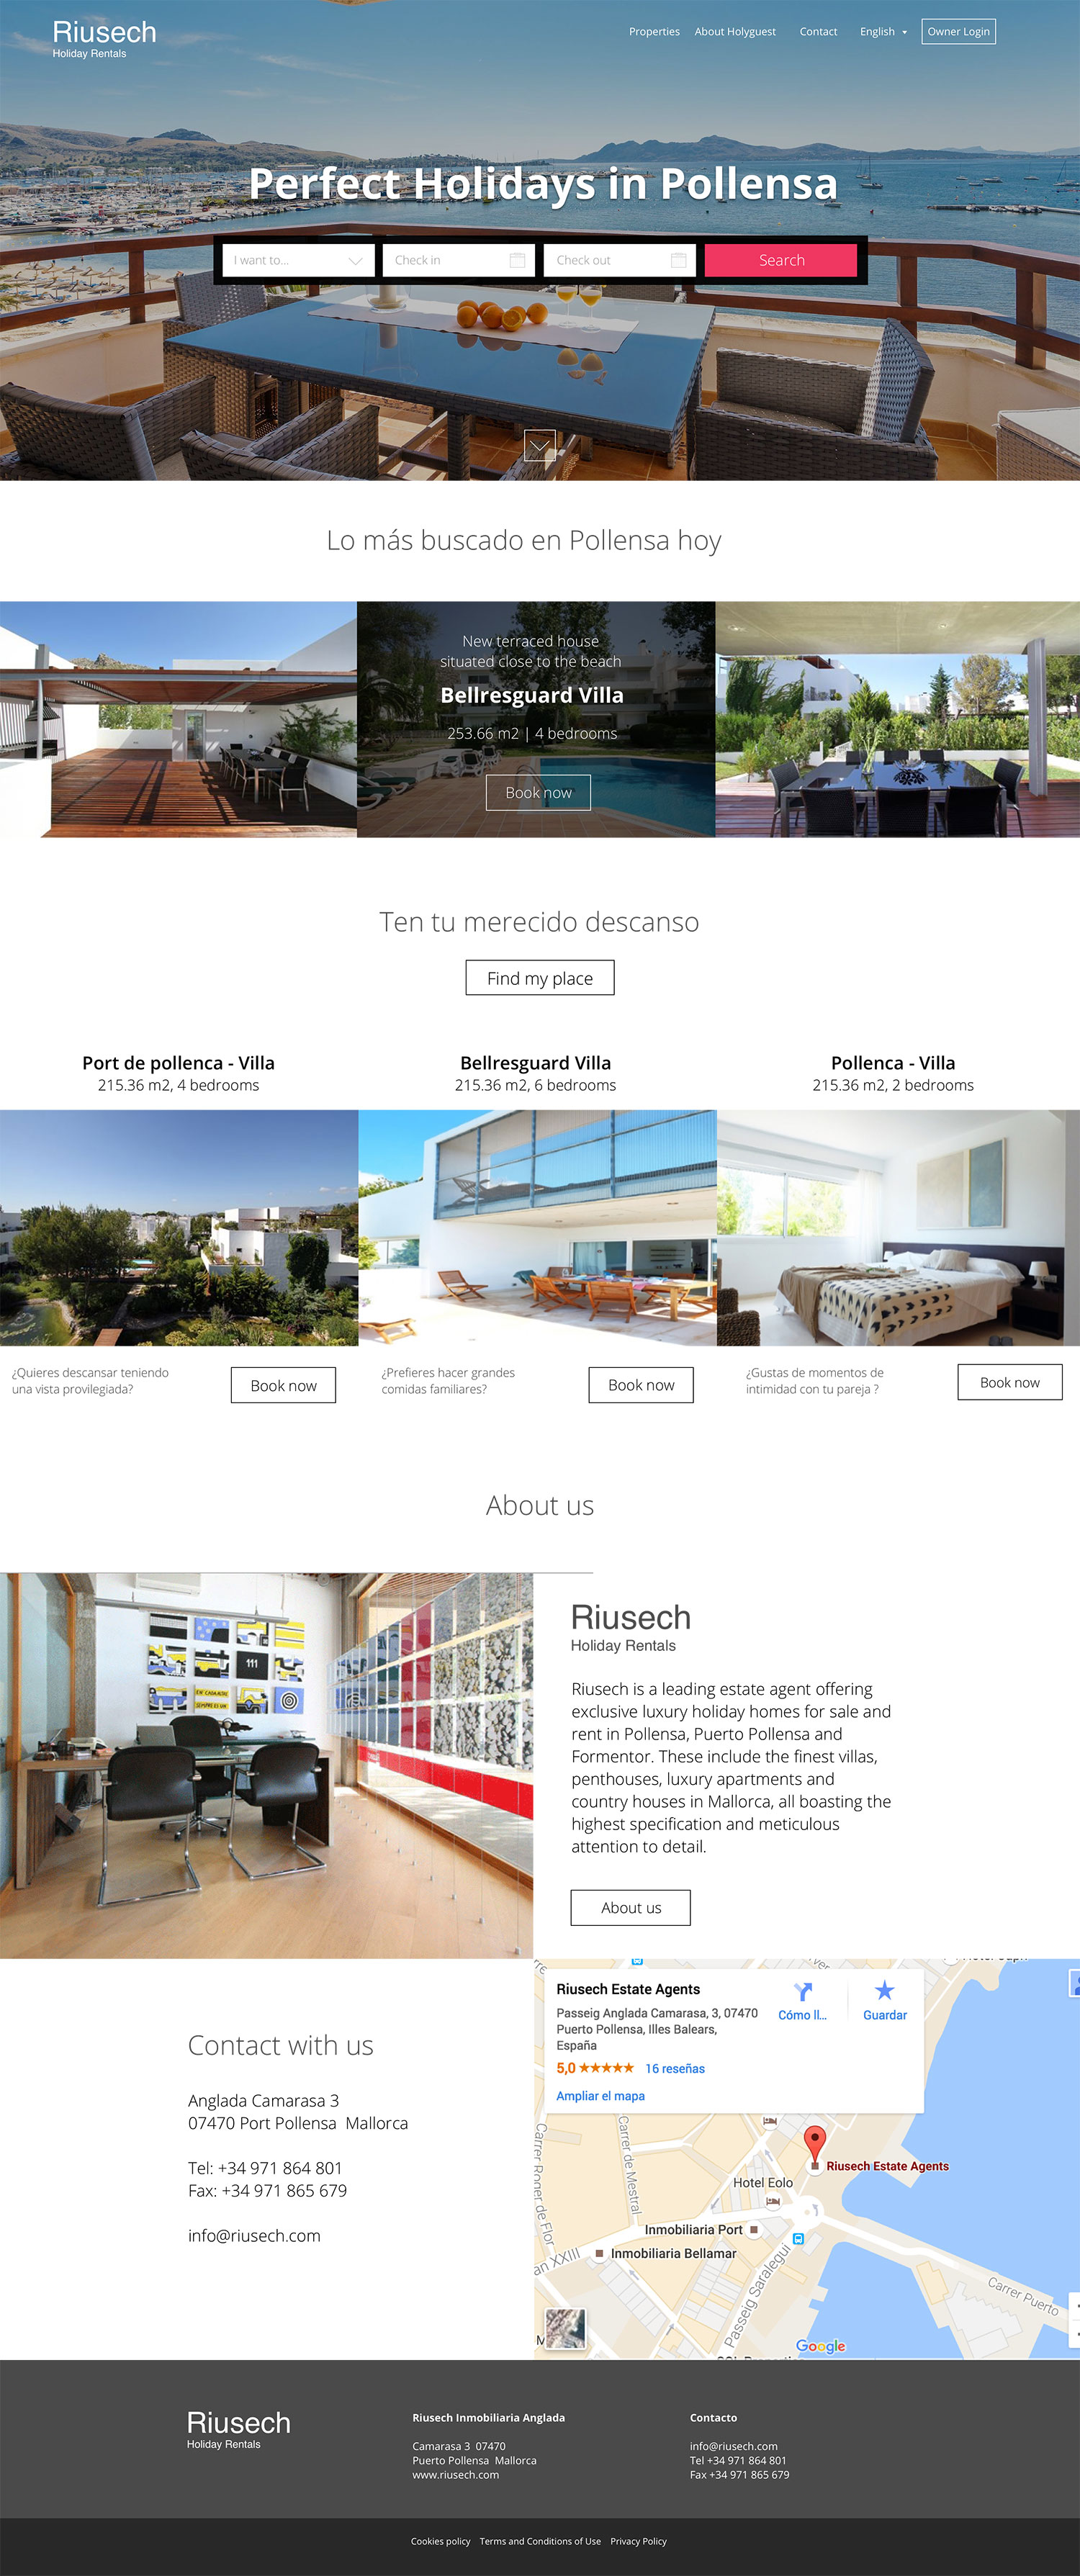 Riusech
Holiday Rentals
Properties
About Holyguest
Contact
English
Owner Login
Perfect Holidays in Pollensa
I want to...
Check in
Check out
Search
Lo más buscado en Pollensa hoy
New terraced house
situated close to the beach
Bellresguard Villa
253.66 m2 | 4 bedrooms
Book now
Ten tu merecido descanso
Find my place
Port de pollenca - Villa
215.36 m2, 4 bedrooms
Bellresguard Villa
215.36 m2, 6 bedrooms
Pollenca - Villa
215.36 m2, 2 bedrooms
¿Quieres descansar teniendo
una vista provilegiada?
Book now
¿Prefieres hacer grandes
comidas familiares?
Book now
¿Gustas de momentos de
intimidad con tu pareja ?
Book now
About us
111
EN CADAKISTE
SIEMPRE ES UN
Riusech
Holiday Rentals
Riusech is a leading estate agent offering
exclusive luxury holiday homes for sale and
rent in Pollensa, Puerto Pollensa and
Formentor. These include the finest villas,
penthouses, luxury apartments and
country houses in Mallorca, all boasting the
highest specification and meticulous
attention to detail.
About us
Contact with us
Anglada Camarasa 3
07470 Port Pollensa  Mallorca
Tel: +34 971 864 801
Fax: +34 971 865 679
info@riusech.com
Riusech Estate Agents
Passeig Anglada Camarasa, 3, 07470
Puerto Pollensa, Illes Balears,
España
5,0 ★★★★★ 16 reseñas
Ampliar el mapa
Cómo ll...
Guardar
Carrer Roger de Flor
Carrer de Mestral
Riusech Estate Agents
Hotel Eolo
Inmobiliaria Port
an XXIII
Inmobiliaria Bellamar
Passeig Saralegui
Carrer Puerto
Google
Riusech
Holiday Rentals
Riusech Inmobiliaria Anglada
Camarasa 3  07470
Puerto Pollensa  Mallorca
www.riusech.com
Contacto
info@riusech.com
Tel +34 971 864 801
Fax +34 971 865 679
Cookies policy
Terms and Conditions of Use
Privacy Policy